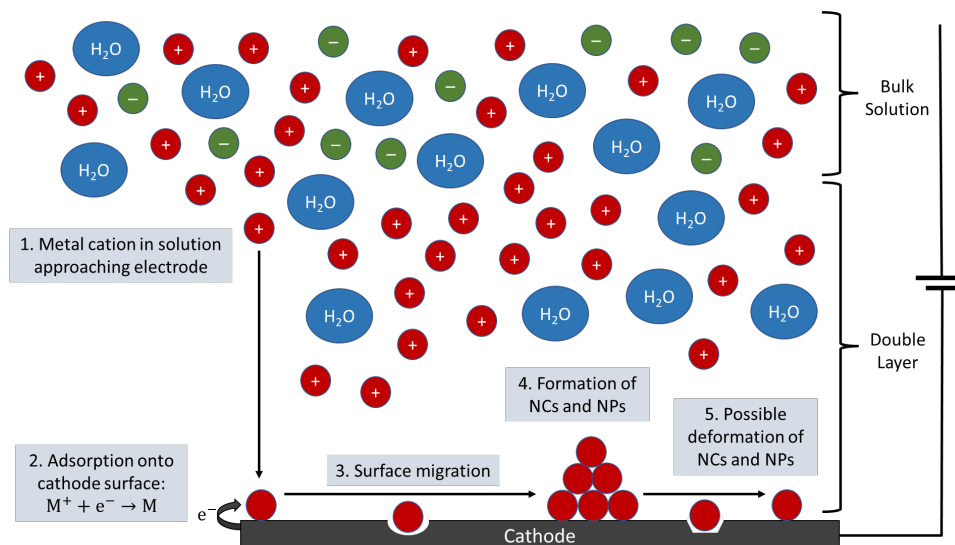 + + + − + + − − −
H₂O
+ + H₂O + − H₂O − + H₂O + H₂O +
Bulk
Solution
+ − + + − + − − H₂O + H₂O − +
H₂O + + H₂O + + + + H₂O +
+
1. Metal cation in solution
approaching electrode
+ + + + + +
H₂O + + H₂O H₂O + H₂O
Double
Layer
+ + + +
4. Formation of
NCs and NPs
5. Possible
deformation of
NCs and NPs
2. Adsorption onto
cathode surface:
M⁺ + e⁻ → M
3. Surface migration
e⁻
Cathode